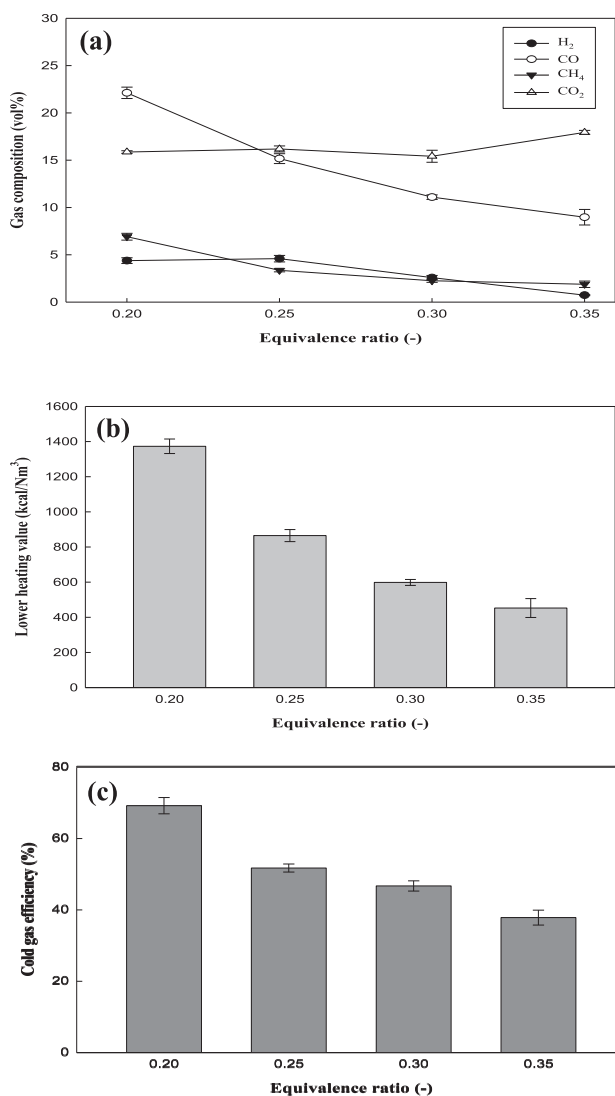 (a)
H2
CO
CH4
CO2
30
25
20
15
10
5
0
Gas composition (vol%)
0.20 0.25 0.30 0.35
Equivalence ratio (-)
(b)
1600
1400
1200
1000
800
600
400
200
0
Lower heating value (kcal/Nm3)
0.20 0.25 0.30 0.35
Equivalence ratio (-)
(c)
80
60
40
20
0
Cold gas efficiency (%)
0.20 0.25 0.30 0.35
Equivalence ratio (-)